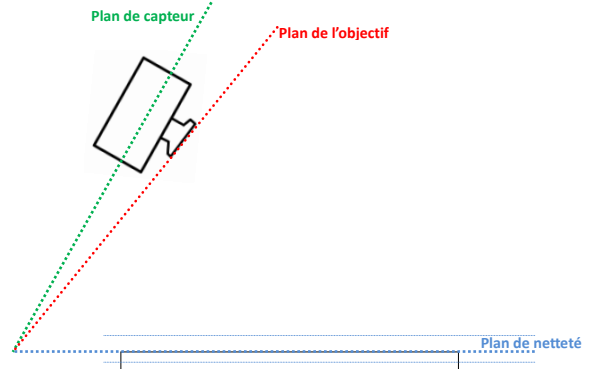 Plan de capteur
Plan de l’objectif
Plan de netteté